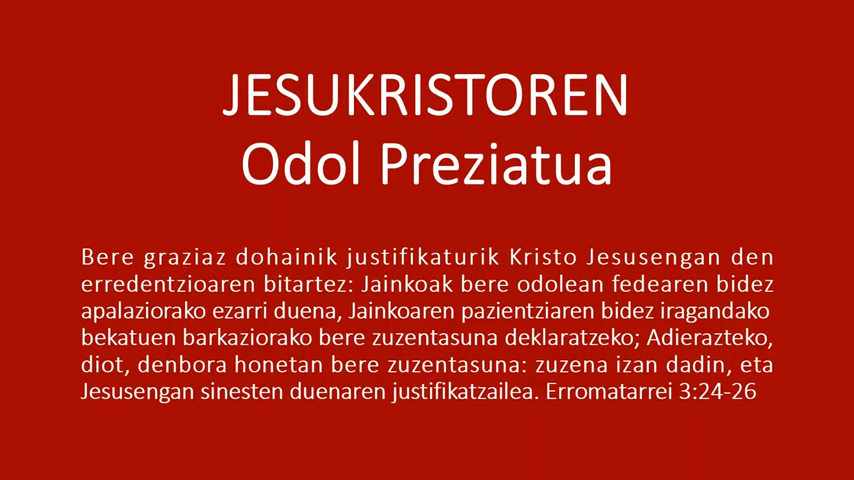 JESUKRISTOREN
Odol Preziatua
Bere graziaz dohainik justifikaturik Kristo Jesusengan den
erredentzioaren bitartez: Jainkoak bere odolean fedearen bidez
apalaziorako ezarri duena, Jainkoaren pazientziaren bidez iragandako
bekatuen barkaziorako bere zuzentasuna deklaratzeko; Adierazteko,
diot, denbora honetan bere zuzentasuna: zuzena izan dadin, eta
Jesusengan sinesten duenaren justifikatzailea. Erromatarrei 3:24-26